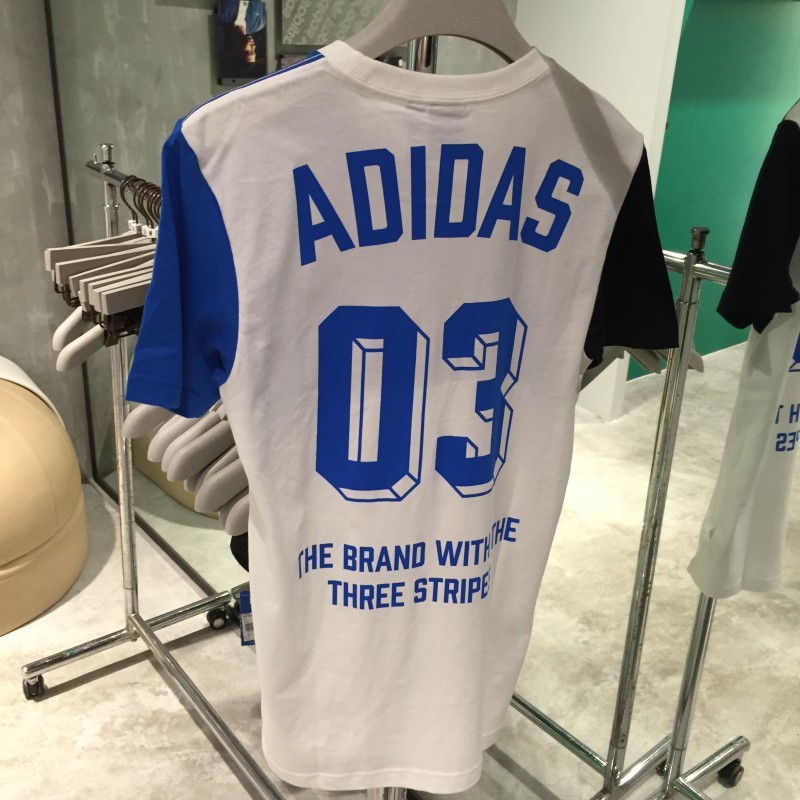 ADIDAS
03
THE BRAND WITH THE
THREE STRIPE